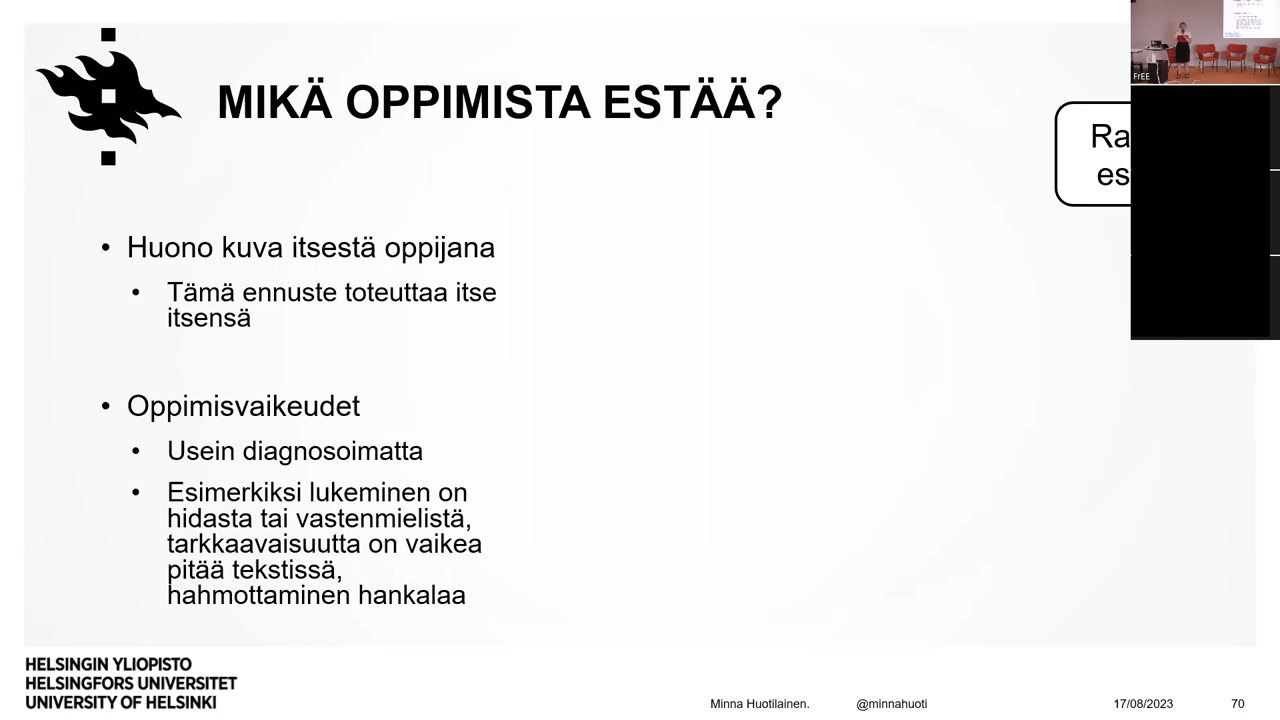 MIKÄ OPPIMISTA ESTÄÄ?
Huono kuva itsestä oppijana
Tämä ennuste toteuttaa itse
itsensä
Oppimisvaikeudet
Usein diagnosoimatta
Esimerkiksi lukeminen on
hidasta tai vastenmielistä,
tarkkaavaisuutta on vaikea
pitää tekstissä,
hahmottaminen hankalaa
FrEE
HELSINGIN YLIOPISTO
HELSINGFORS UNIVERSITET
UNIVERSITY OF HELSINKI
Minna Huotilainen. @minnahuoti 17/08/2023 70